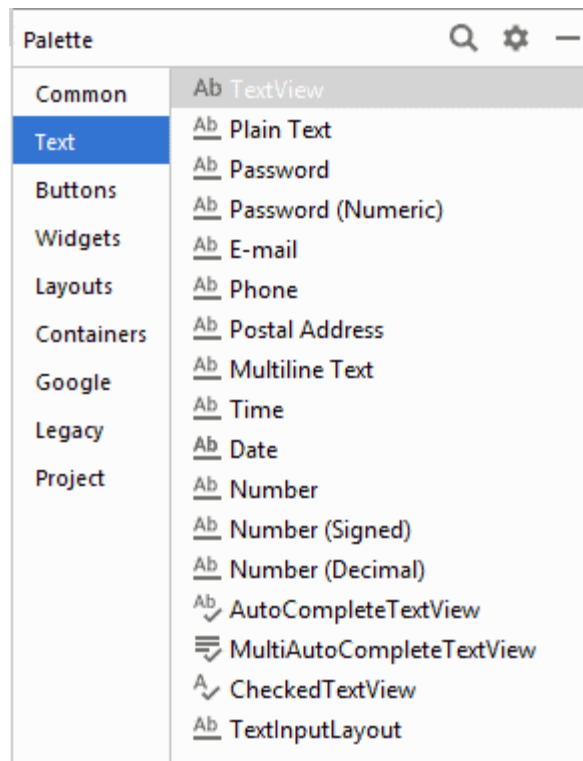 Palette
Common
Text
Buttons
Widgets
Layouts
Containers
Google
Legacy
Project
Ab TextView
Ab Plain Text
Ab Password
Ab Password (Numeric)
Ab E-mail
Ab Phone
Ab Postal Address
Ab Multiline Text
Ab Time
Ab Date
Ab Number
Ab Number (Signed)
Ab Number (Decimal)
Ab AutoCompleteTextView
MultiAutoCompleteTextView
A CheckedTextView
Ab TextInputLayout